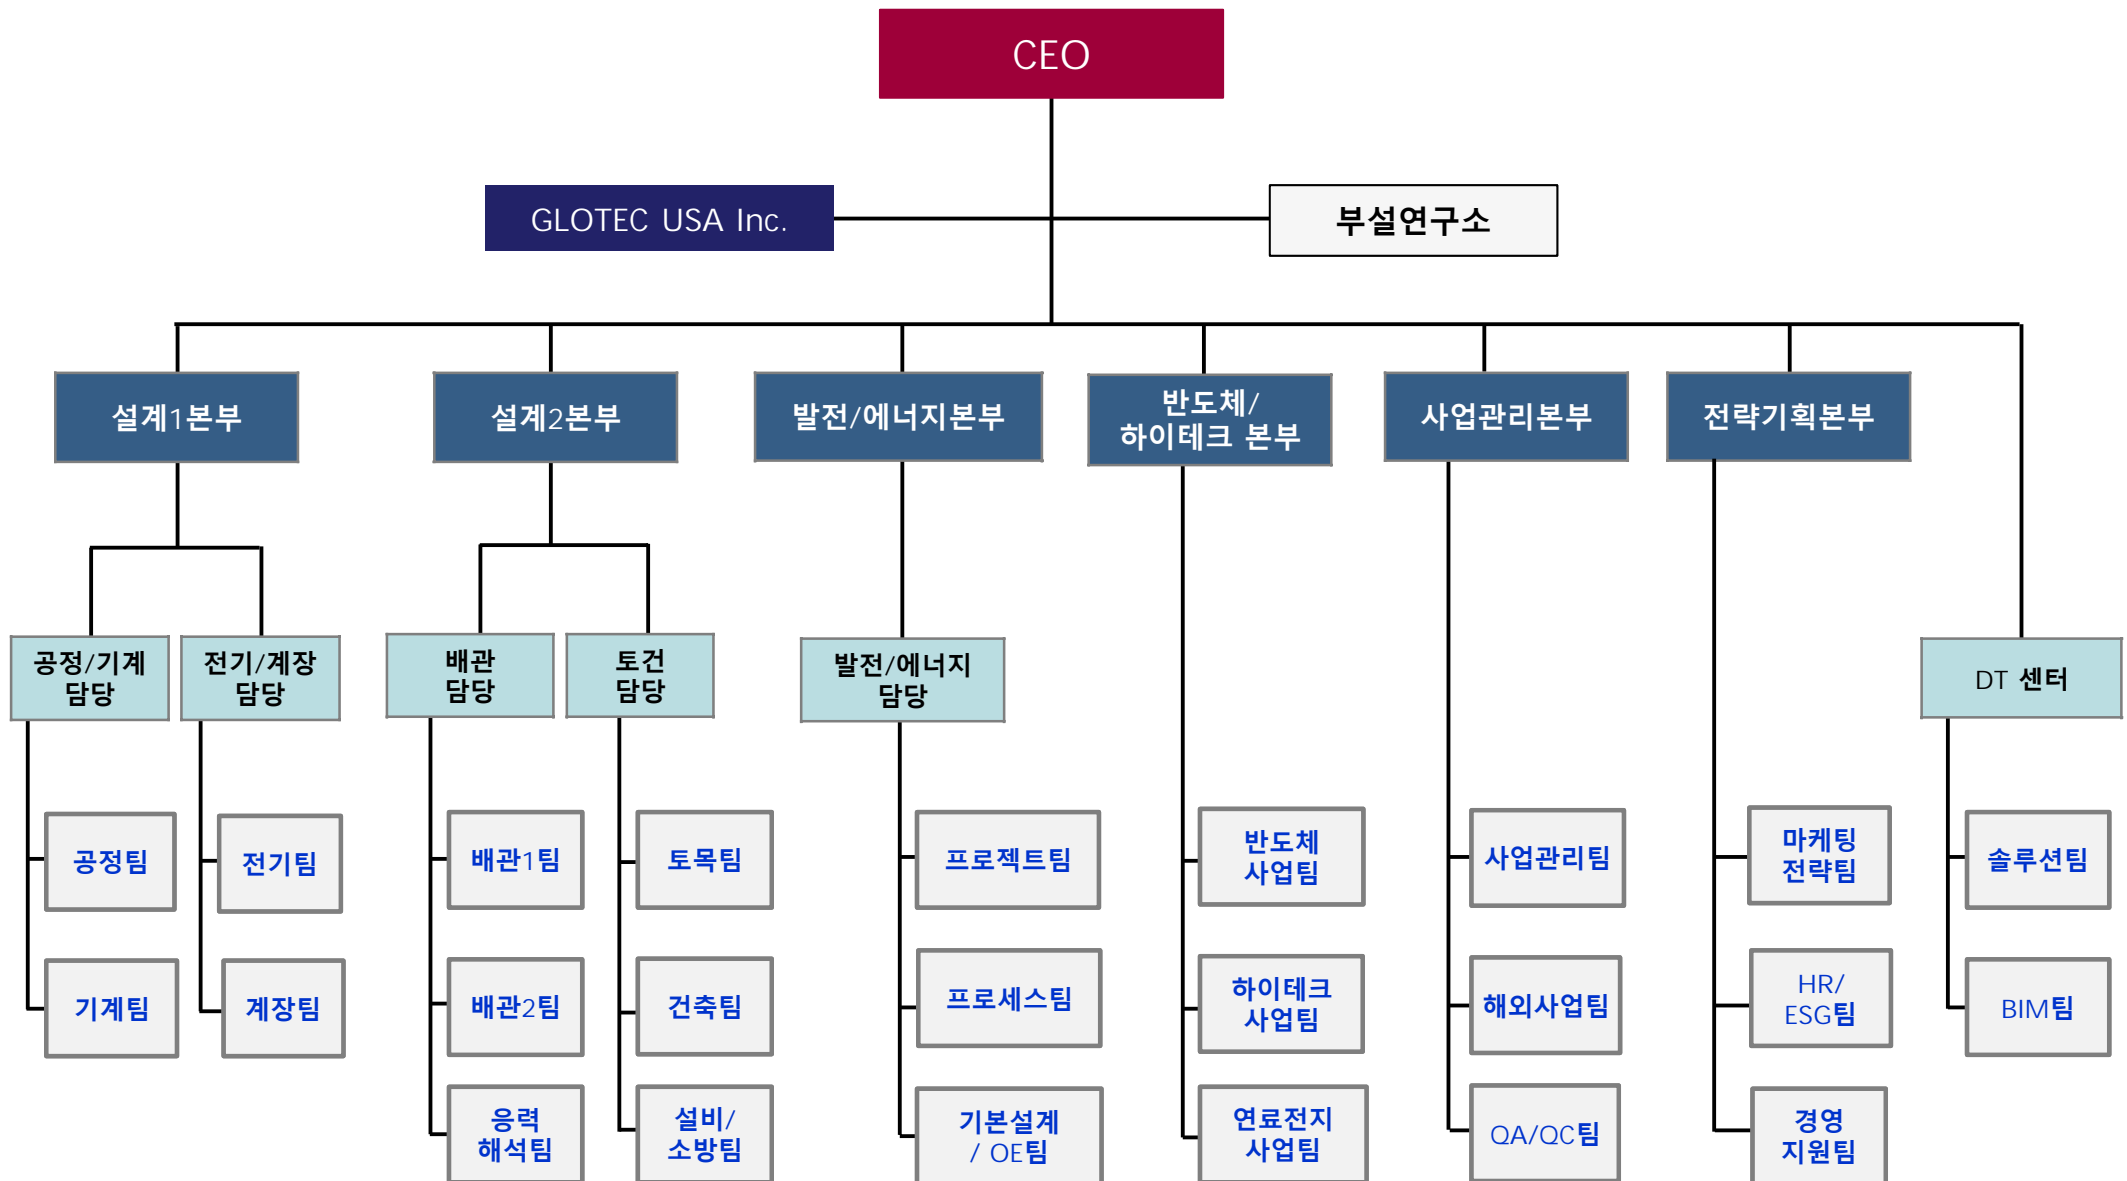 CEO
GLOTEC USA Inc.
부설연구소
설계1본부
설계2본부
발전/에너지본부
반도체/
하이테크 본부
사업관리본부
전략기획본부
공정/기계
담당
전기/계장
담당
배관
담당
토건
담당
발전/에너지
담당
DT 센터
공정팀
전기팀
배관1팀
토목팀
프로젝트팀
반도체
사업팀
사업관리팀
마케팅
전략팀
솔루션팀
기계팀
계장팀
배관2팀
건축팀
프로세스팀
하이테크
사업팀
해외사업팀
HR/
ESG팀
BIM팀
응력
해석팀
설비/
소방팀
기본설계
/ OE팀
연료전지
사업팀
QA/QC팀
경영
지원팀